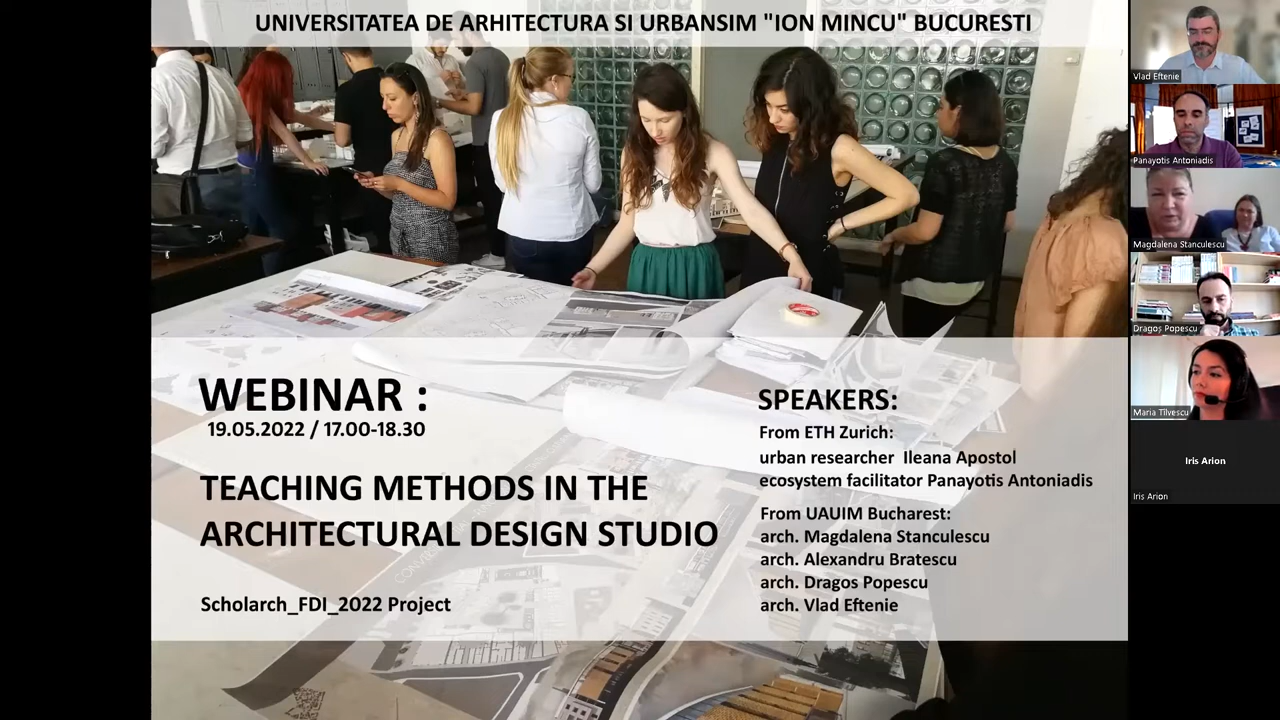 UNIVERSITATEA DE ARHITECTURA SI URBANSIM "ION MINCU" BUCURESTI
WEBINAR :
19.05.2022 / 17.00-18.30
TEACHING METHODS IN THE
ARCHITECTURAL DESIGN STUDIO
Scholarch_FDI_2022 Project
SPEAKERS:
From ETH Zurich:
urban researcher Ileana Apostol
ecosystem facilitator Panayotis Antoniadis
From UAUIM Bucharest:
arch. Magdalena Stanculescu
arch. Alexandru Bratescu
arch. Dragos Popescu
arch. Vlad Eftenie
Vlad Eftenie
Panayotis Antoniadis
Magdalena Stanculescu
Dragoș Popescu
Maria Tîlvescu
Iris Arion
Iris Arion